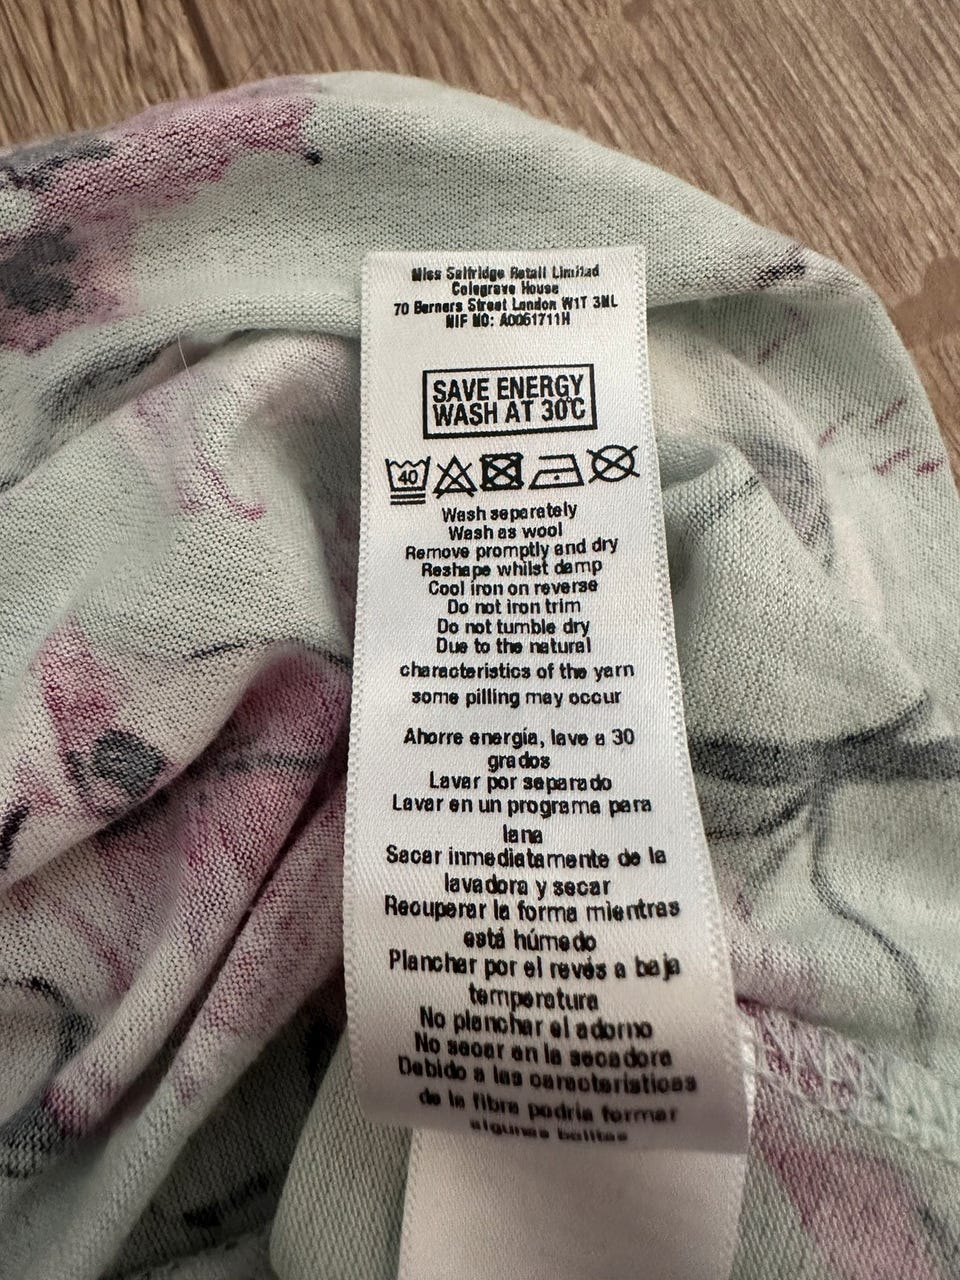 Miss Selfridge Retail Limited
Colegrave House
70 Berners Street London W1T 3NL
NIF NO: A0051711H
SAVE ENERGY
WASH AT 30°C
40
Wash separately
Wash as wool
Remove promptly and dry
Reshape whilst damp
Cool iron on reverse
Do not iron trim
Do not tumble dry
Due to the natural
characteristics of the yarn
some pilling may occur
Ahorre energía, lave a 30
grados
Lavar por separado
Lavar en un programa para
lana
Sacar inmediatamente de la
lavadora y secar
Recuperar la forma mientras
está húmedo
Planchar por el revés a baja
temperatura
No planchar el adorno
No secar en la secadora
Debido a las características
de la fibra podría formar
algunas bolitas